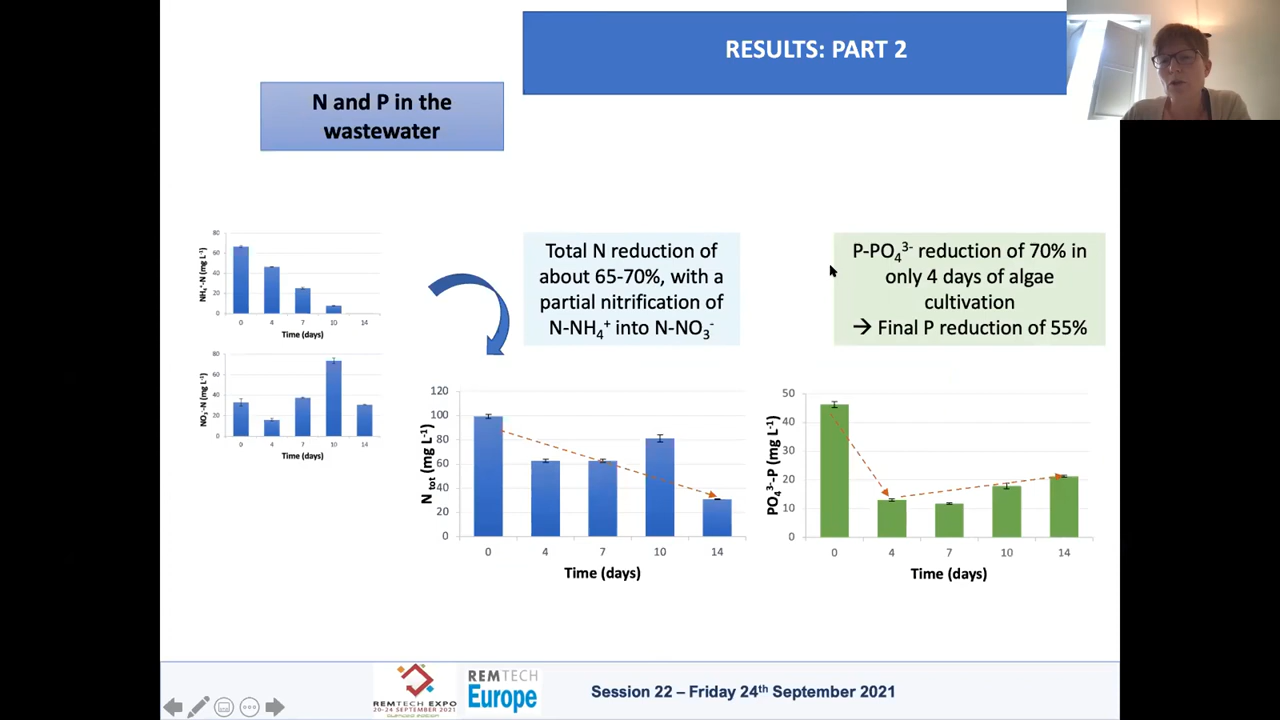 RESULTS: PART 2
N and P in the
wastewater
80
60
40
20
0
NH₄⁺-N (mg L⁻¹)
0 4 7 10 14
Time (days)
80
60
40
20
0
NO₃⁻-N (mg L⁻¹)
0 4 7 10 14
Time (days)
Total N reduction of
about 65-70%, with a
partial nitrification of
N-NH₄⁺ into N-NO₃⁻
P-PO₄³⁻ reduction of 70% in
only 4 days of algae
cultivation
→ Final P reduction of 55%
120
100
80
60
40
20
0
N tot (mg L⁻¹)
0 4 7 10 14
Time (days)
50
40
30
20
10
0
PO₄³⁻-P (mg L⁻¹)
0 4 7 10 14
Time (days)
REMTECH EXPO
20-24 SEPTEMBER 2021
REMTECH
Europe
Session 22 – Friday 24th September 2021